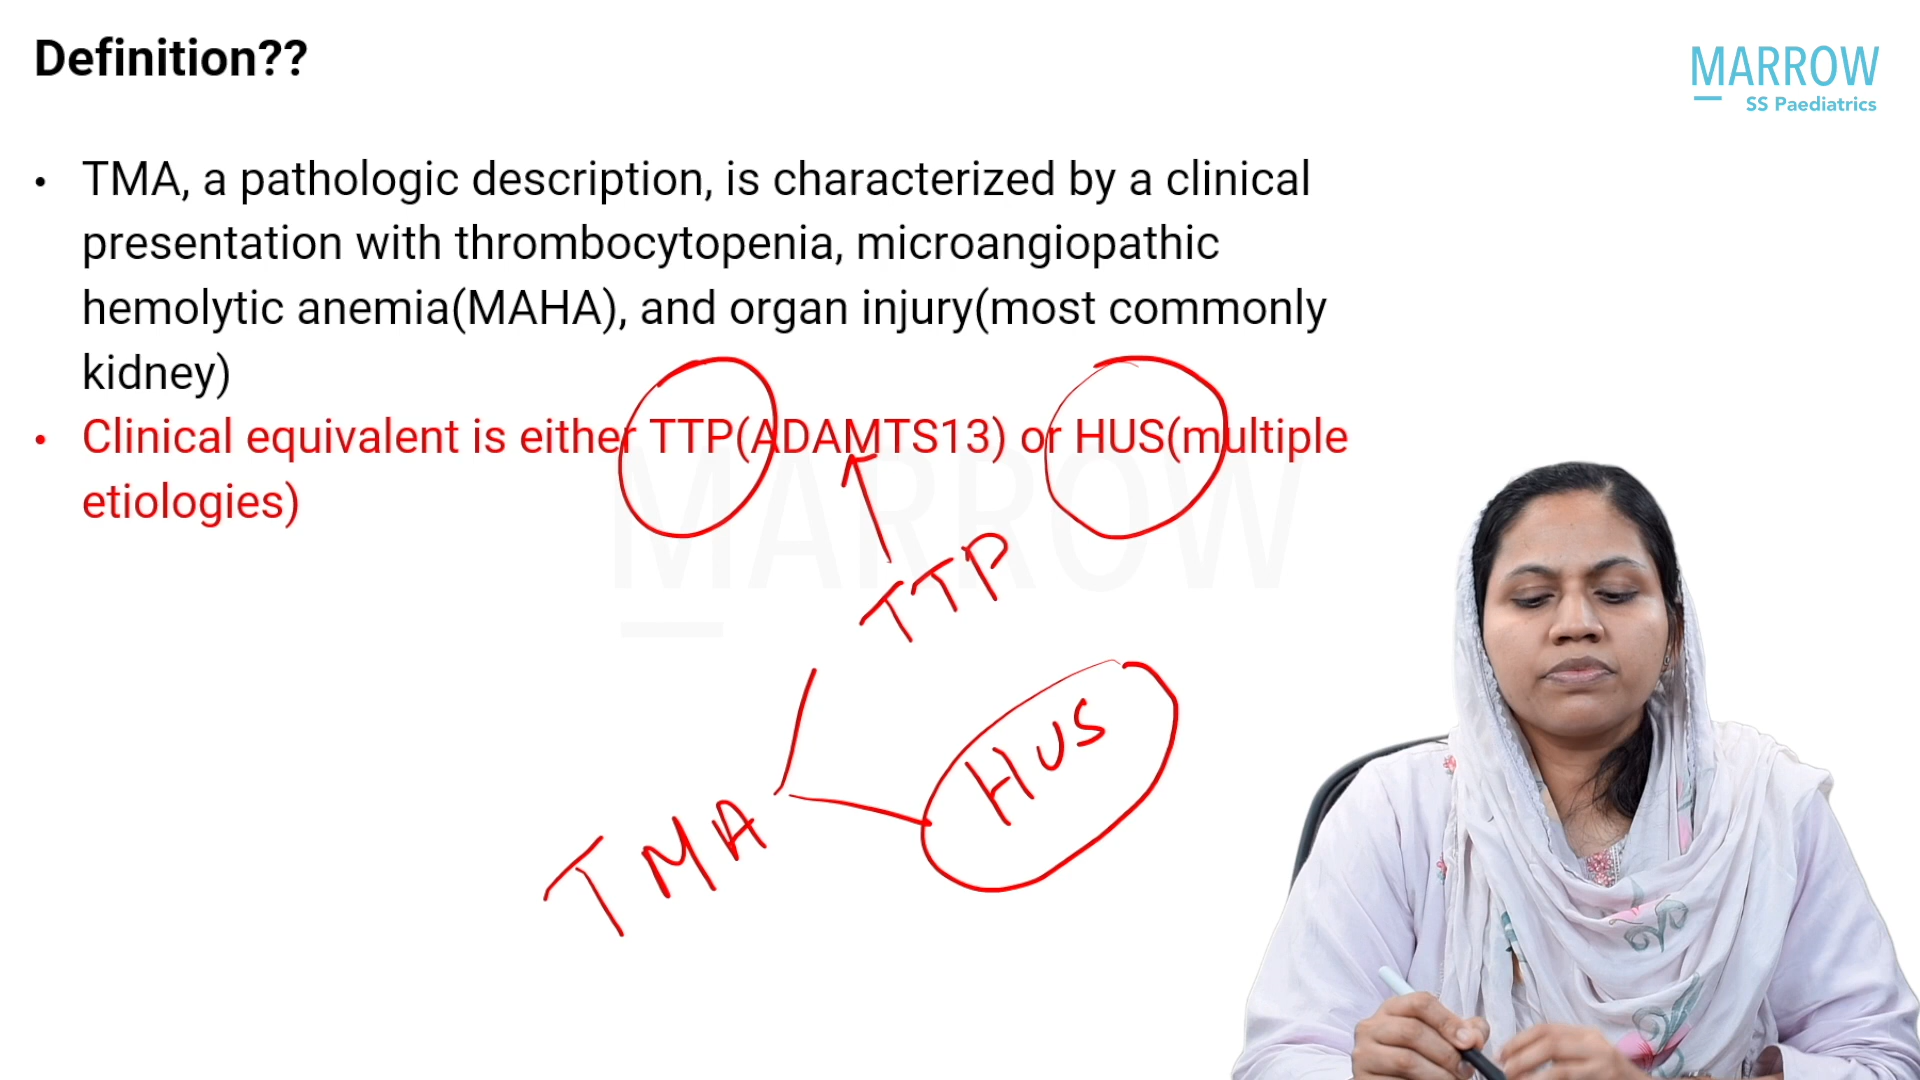 Definition??
MARROW
SS Paediatrics
• TMA, a pathologic description, is characterized by a clinical
presentation with thrombocytopenia, microangiopathic
hemolytic anemia(MAHA), and organ injury(most commonly
kidney)
• Clinical equivalent is either TTP(ADAMTS13) or HUS(multiple
etiologies)
MARROW
TTP
HUS
TMA